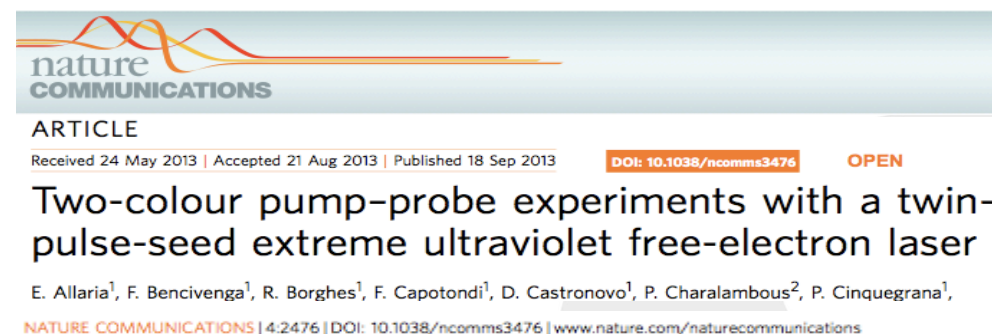 nature
COMMUNICATIONS
ARTICLE
Received 24 May 2013 | Accepted 21 Aug 2013 | Published 18 Sep 2013 DOI: 10.1038/ncomms3476 OPEN
Two-colour pump–probe experiments with a twin-
pulse-seed extreme ultraviolet free-electron laser
E. Allaria¹, F. Bencivenga¹, R. Borghes¹, F. Capotondi¹, D. Castronovo¹, P. Charalambous², P. Cinquegrana¹,
NATURE COMMUNICATIONS | 4:2476 | DOI: 10.1038/ncomms3476 | www.nature.com/naturecommunications